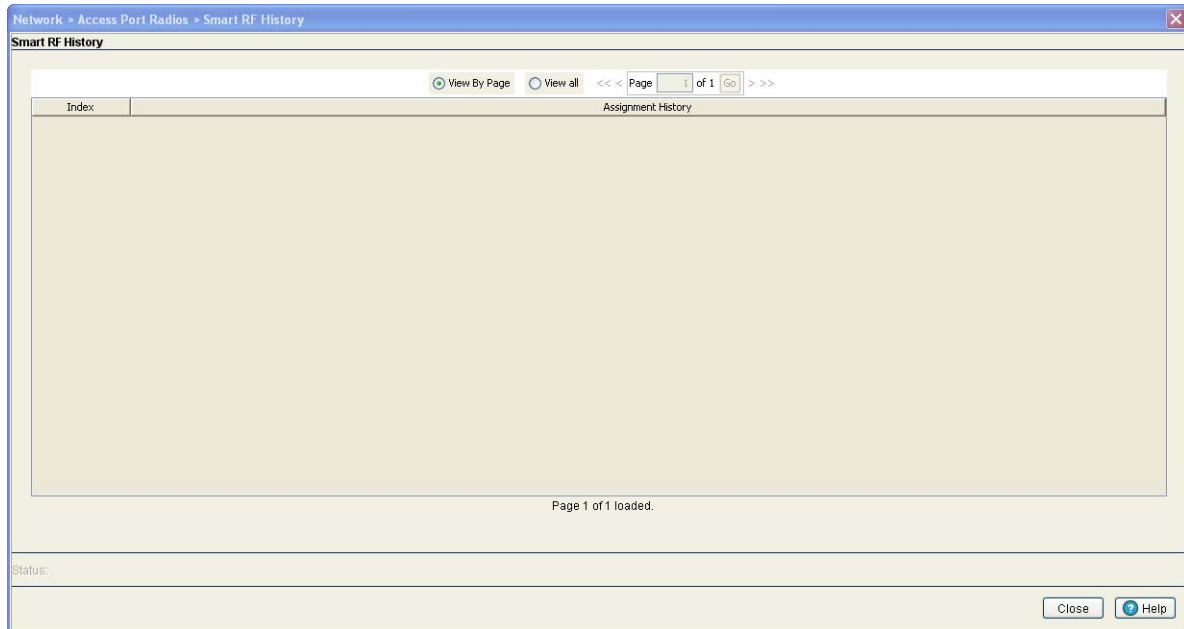 Network > Access Port Radios > Smart RF History
Smart RF History
View By Page View all << < Page 1 of 1 Go > >>
Index Assignment History
Page 1 of 1 loaded.
Status:
Close Help